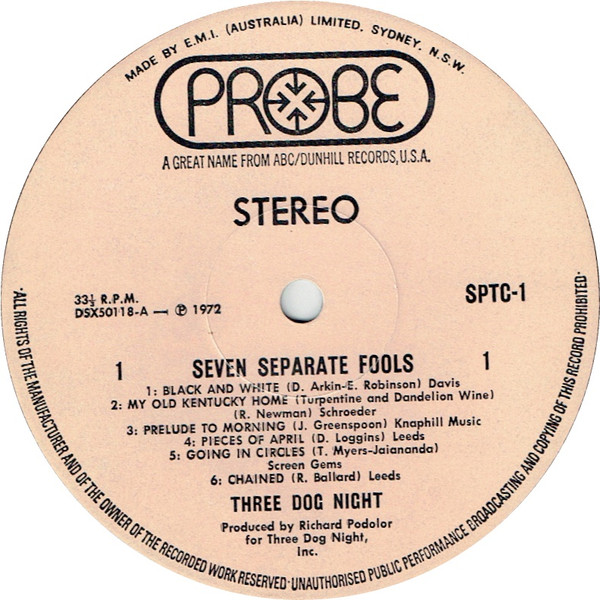 MADE BY E.M.I. (AUSTRALIA) LIMITED. SYDNEY. N.S.W.
PROBE
A GREAT NAME FROM ABC/DUNHILL RECORDS, U.S.A.
STEREO
33⅓ R.P.M.
DSX50118-A — ℗ 1972
SPTC-1
1 SEVEN SEPARATE FOOLS 1
1: BLACK AND WHITE (D. Arkin-E. Robinson) Davis
2: MY OLD KENTUCKY HOME (Turpentine and Dandelion Wine)
(R. Newman) Schroeder
3: PRELUDE TO MORNING (J. Greenspoon) Knaphill Music
4: PIECES OF APRIL (D. Loggins) Leeds
5: GOING IN CIRCLES (T. Myers-Jaiananda)
Screen Gems
6: CHAINED (R. Ballard) Leeds
THREE DOG NIGHT
Produced by Richard Podolor
for Three Dog Night,
Inc.
·ALL RIGHTS OF THE MANUFACTURER AND OF THE OWNER OF THE RECORDED WORK RESERVED·UNAUTHORISED PUBLIC PERFORMANCE BROADCASTING AND COPYING OF THIS RECORD PROHIBITED·